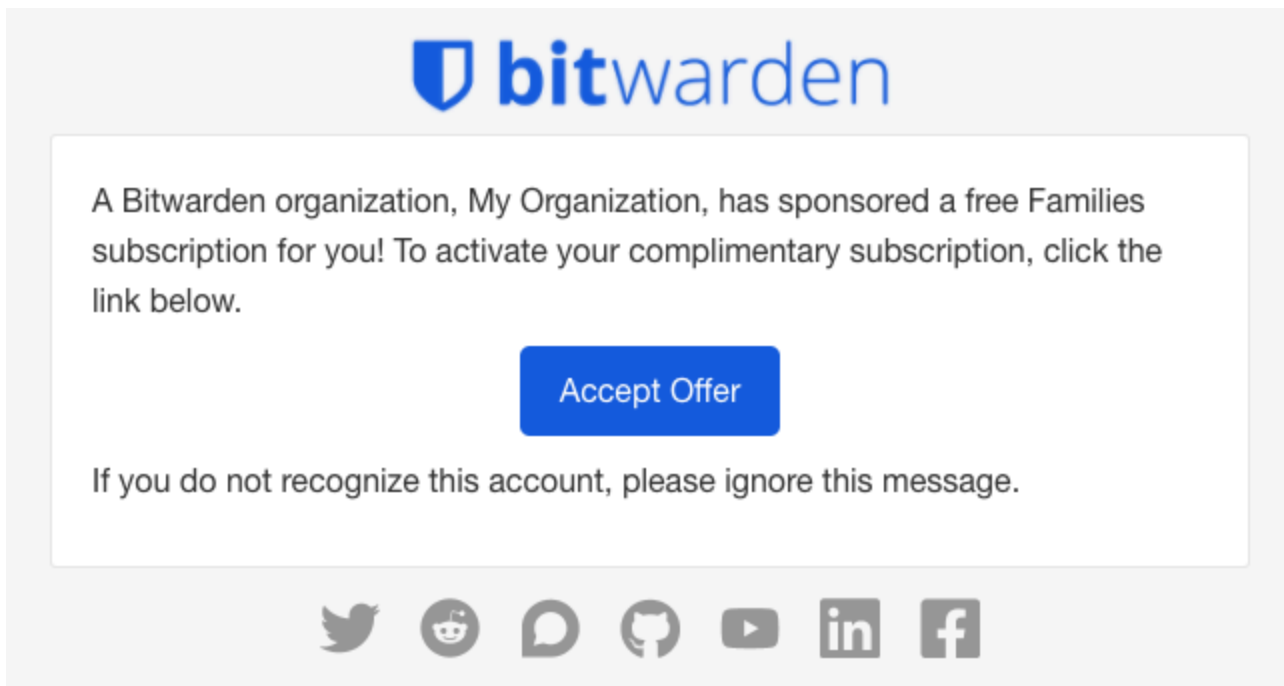 bitwarden
A Bitwarden organization, My Organization, has sponsored a free Families
subscription for you! To activate your complimentary subscription, click the
link below.
Accept Offer
If you do not recognize this account, please ignore this message.
in